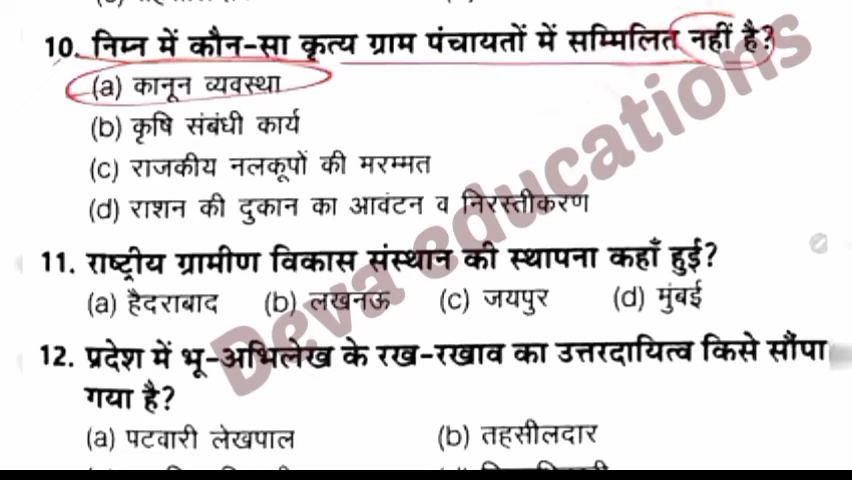 10. निम्न में कौन-सा कृत्य ग्राम पंचायतों में सम्मिलित नहीं है?
(a) कानून व्यवस्था
(b) कृषि संबंधी कार्य
(c) राजकीय नलकूपों की मरम्मत
(d) राशन की दुकान का आवंटन व निरस्तीकरण
11. राष्ट्रीय ग्रामीण विकास संस्थान की स्थापना कहाँ हुई?
(a) हैदराबाद (b) लखनऊ (c) जयपुर (d) मुंबई
12. प्रदेश में भू-अभिलेख के रख-रखाव का उत्तरदायित्व किसे सौंपा
गया है?
(a) पटवारी लेखपाल (b) तहसीलदार
Deva educations